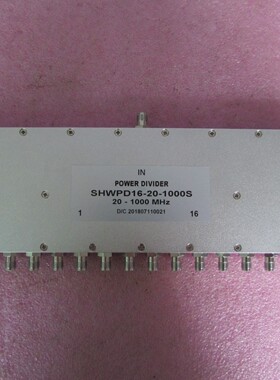 IN
POWER DIVIDER
SHWPD16-20-1000S
20 - 1000 MHz
1 16
D/C 201807110021